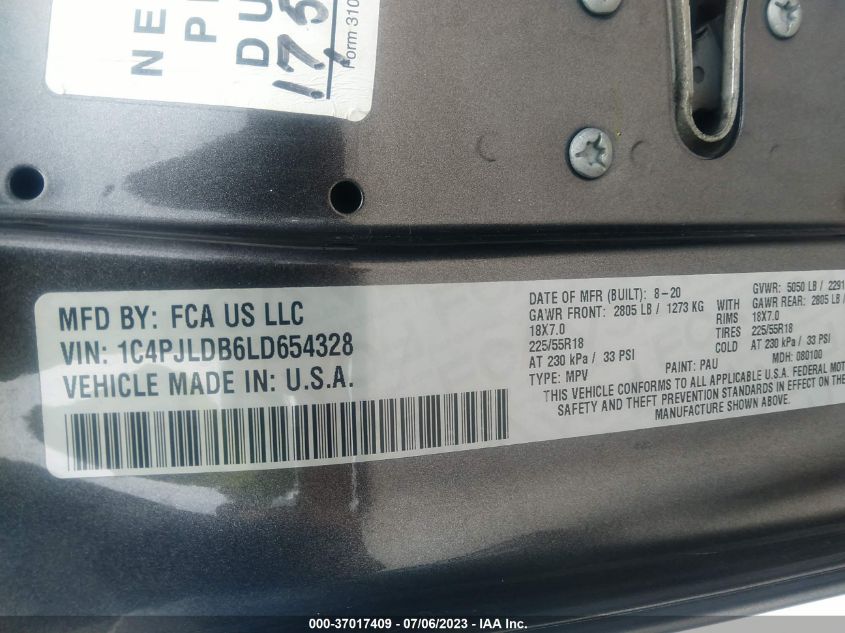 NE
P
DU
175
Form 310
MFD BY: FCA US LLC
VIN: 1C4PJLDB6LD654328
VEHICLE MADE IN: U.S.A.
DATE OF MFR (BUILT): 8-20
GVWR: 5050 LB / 2291
GAWR FRONT: 2805 LB / 1273 KG WITH GAWR REAR: 2805 LB /
18X7.0 RIMS 18X7.0
225/55R18 TIRES 225/55R18
AT 230 kPa / 33 PSI COLD AT 230 kPa / 33 PSI
TYPE: MPV PAINT: PAU MDH: 080100
THIS VEHICLE CONFORMS TO ALL APPLICABLE U.S.A. FEDERAL MOT
SAFETY AND THEFT PREVENTION STANDARDS IN EFFECT ON THE
MANUFACTURE SHOWN ABOVE.
000-37017409 - 07/06/2023 - Copyright © 2023 IAA, Inc.